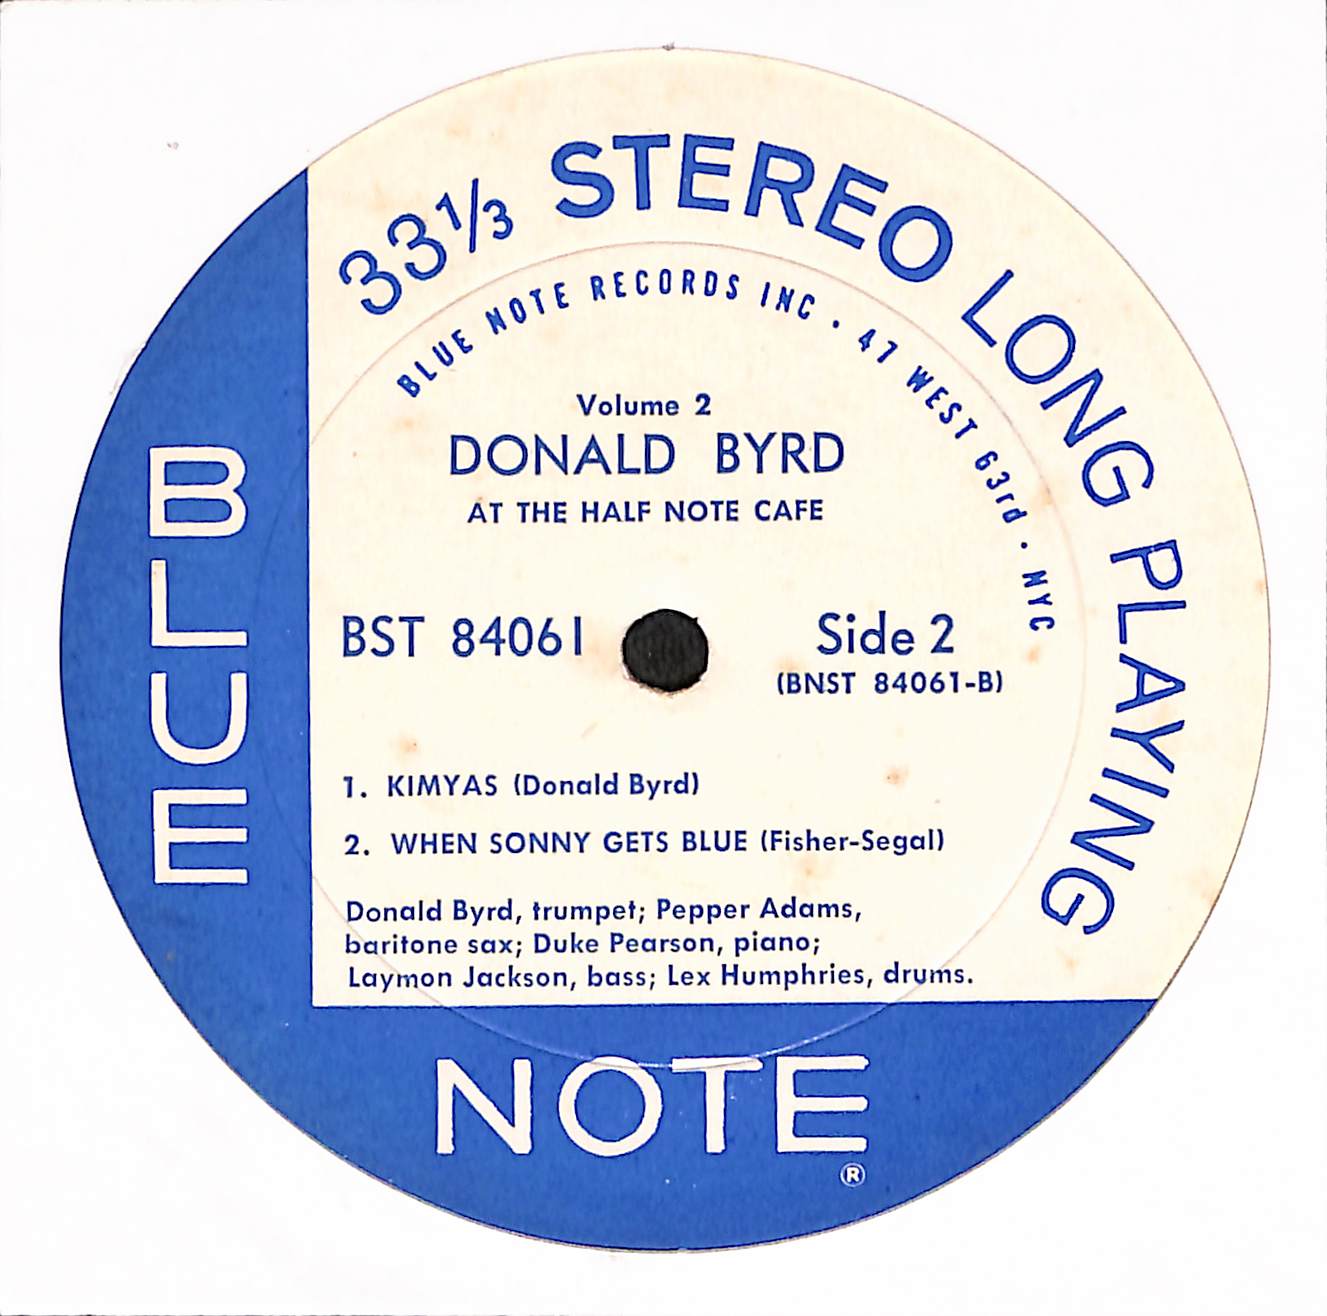 33⅓ STEREO LONG PLAYING
BLUE NOTE RECORDS INC · 47 WEST 63rd · NYC
Volume 2
DONALD BYRD
AT THE HALF NOTE CAFE
BST 84061
Side 2
(BNST 84061-B)
1. KIMYAS (Donald Byrd)
2. WHEN SONNY GETS BLUE (Fisher-Segal)
Donald Byrd, trumpet; Pepper Adams,
baritone sax; Duke Pearson, piano;
Laymon Jackson, bass; Lex Humphries, drums.
BLUE
NOTE
®